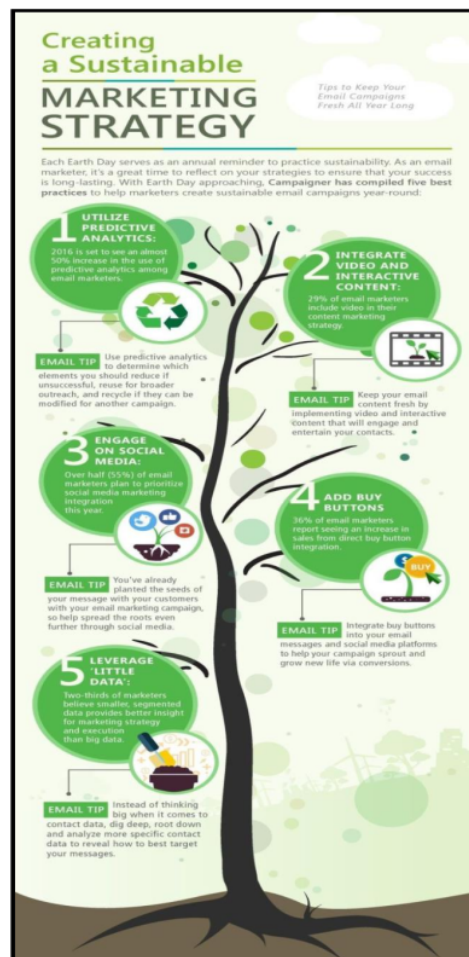 Creating
a Sustainable
MARKETING
STRATEGY
Tips to Keep Your
Email Campaigns
Fresh All Year Long
Each Earth Day serves as an annual reminder to practice sustainability. As an email
marketer, it's a great time to reflect on your strategies to ensure that your success
is long-lasting. With Earth Day approaching, Campaigner has compiled five best
practices to help marketers create sustainable email campaigns year-round:
1 UTILIZE
PREDICTIVE
ANALYTICS:
2016 is set to see an almost
50% increase in the use of
predictive analytics among
email marketers.
EMAIL TIP Use predictive analytics
to determine which
elements you should reduce if
unsuccessful, reuse for broader
outreach, and recycle if they can be
modified for another campaign.
2 INTEGRATE
VIDEO AND
INTERACTIVE
CONTENT:
29% of email marketers
include video in their
content marketing
strategy.
EMAIL TIP Keep your email
content fresh by
implementing video and interactive
content that will engage and
entertain your contacts.
3 ENGAGE
ON SOCIAL
MEDIA:
Over half (55%) of email
marketers plan to prioritize
social media marketing
integration
this year.
EMAIL TIP You've already
planted the seeds of
your message with your customers
with your email marketing campaign,
so help spread the roots even
further through social media.
4 ADD BUY
BUTTONS
36% of email marketers
report seeing an increase in
sales from direct buy button
integration.
$
BUY
EMAIL TIP Integrate buy buttons
into your email
messages and social media platforms
to help your campaign sprout and
grow new life via conversions.
5 LEVERAGE
'LITTLE
DATA':
Two-thirds of marketers
believe smaller, segmented
data provides better insight
for marketing strategy
and execution
than big data.
EMAIL TIP Instead of thinking
big when it comes to
contact data, dig deep, root down
and analyze more specific contact
data to reveal how to best target
your messages.